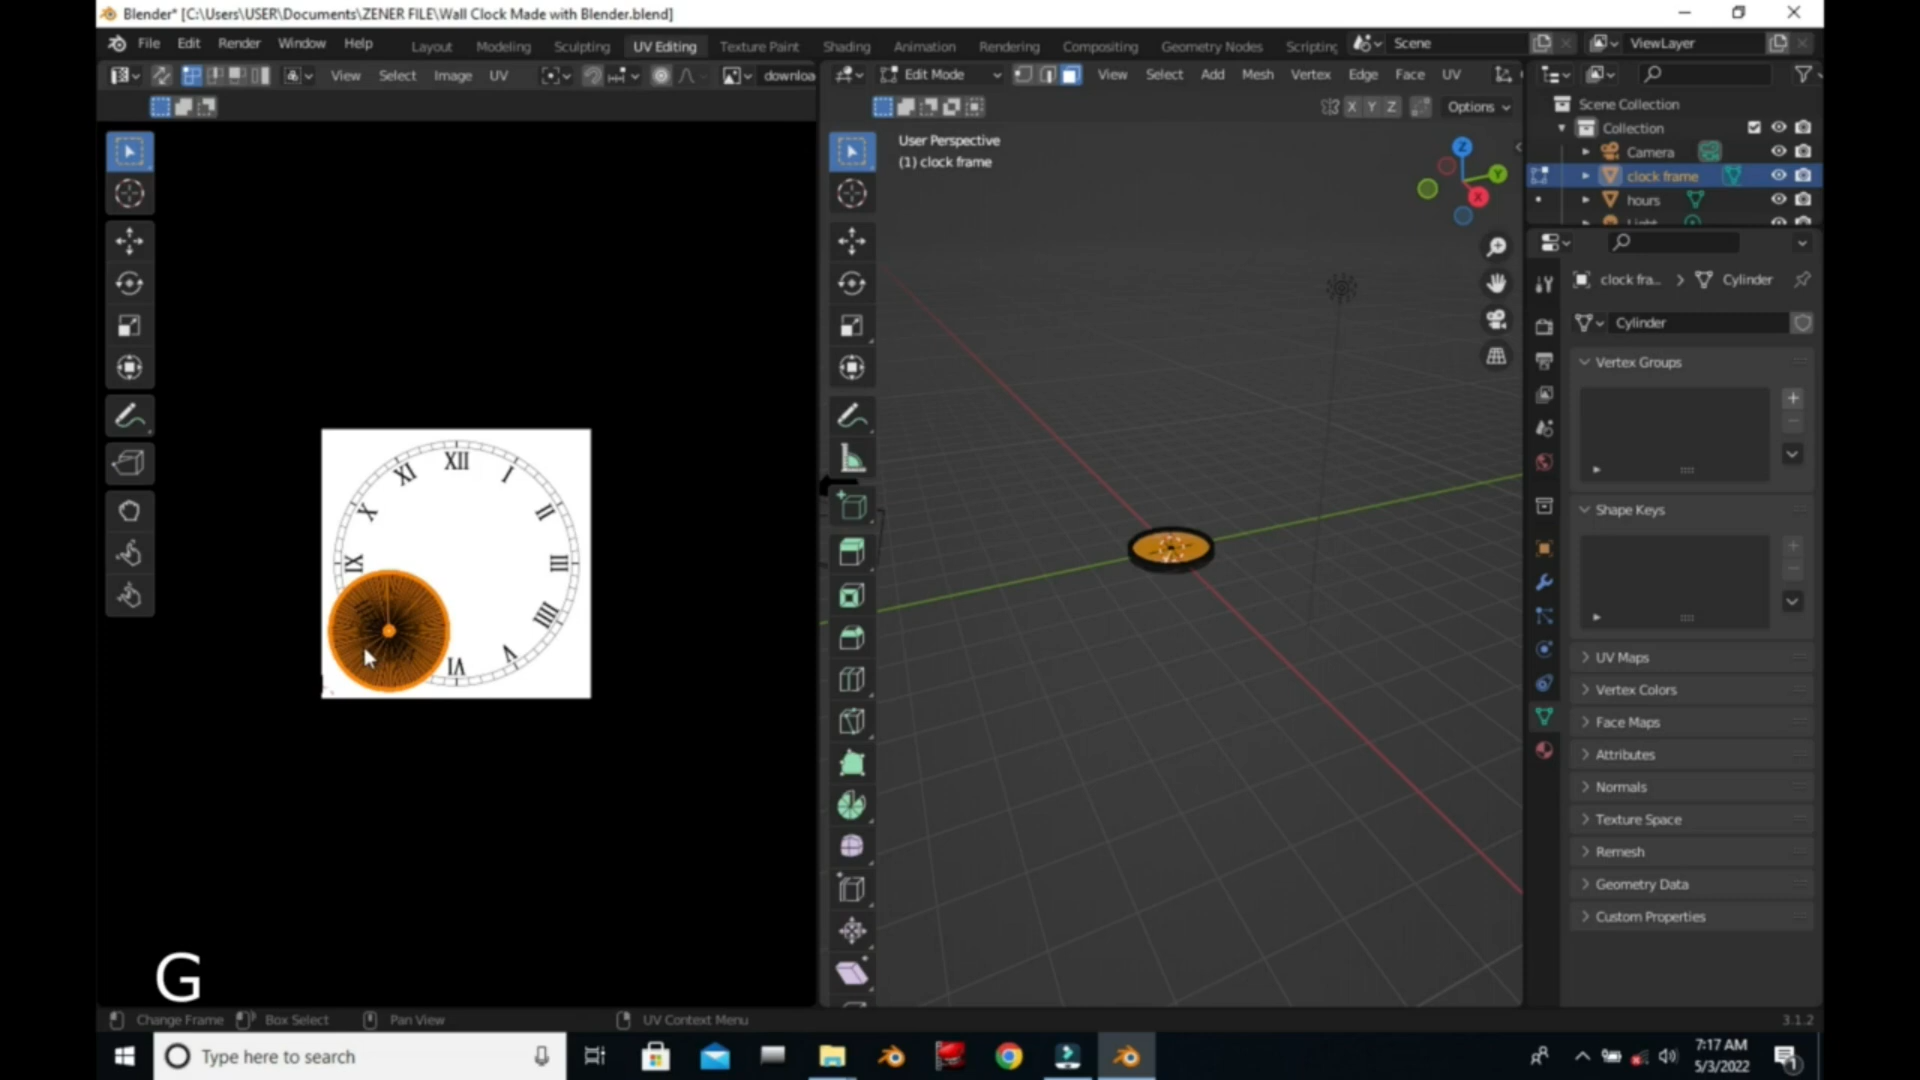 Blender* [C:\Users\USER\Documents\ZENER FILE\Wall Clock Made with Blender.blend]
File Edit Render Window Help Layout Modeling Sculpting UV Editing Texture Paint Shading Animation Rendering Compositing Geometry Nodes Scripting Scene ViewLayer
View Select Image UV downloa Edit Mode View Select Add Mesh Vertex Edge Face UV
X Y Z Options
Scene Collection
Collection
Camera
clock frame
hours
Light
User Perspective
(1) clock frame
Z
Y
X
clock fra... Cylinder
Cylinder
Vertex Groups
Shape Keys
UV Maps
Vertex Colors
Face Maps
Attributes
Normals
Texture Space
Remesh
Geometry Data
Custom Properties
XII
I
II
III
IIII
V
VI
IX
X
XI
G
Change Frame Box Select Pan View UV Context Menu 3.1.2
Type here to search
7:17 AM
5/3/2022
1